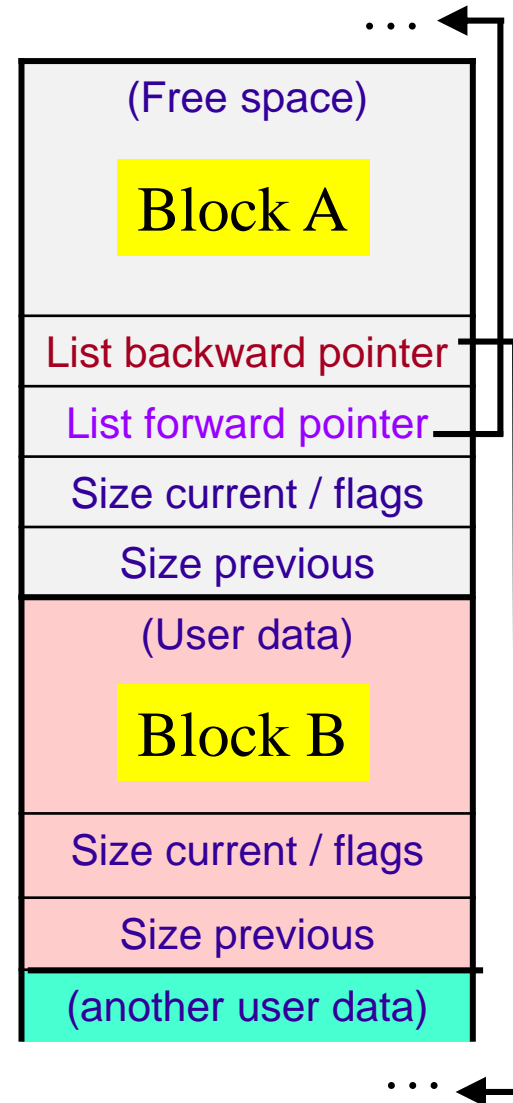 ...
(Free space)
Block A
List backward pointer
List forward pointer
Size current / flags
Size previous
(User data)
Block B
Size current / flags
Size previous
(another user data)
...